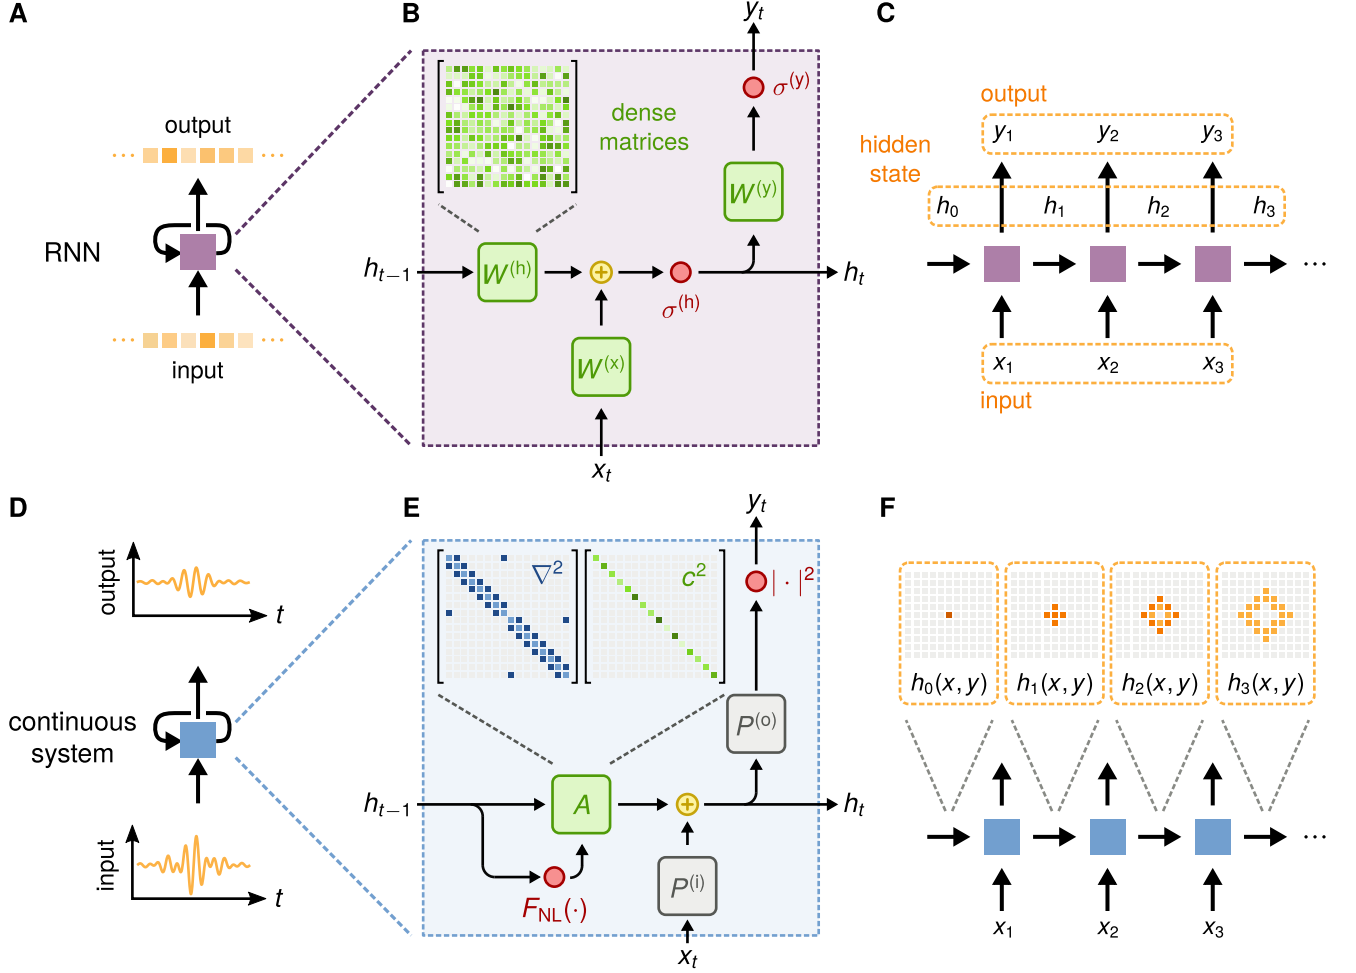 A
output
RNN
input
B
y_t
σ^(y)
dense
matrices
W^(y)
h_{t−1}
W^(h)
+
σ^(h)
h_t
W^(x)
x_t
C
output
hidden
state
y_1 y_2 y_3
h_0 h_1 h_2 h_3
...
x_1 x_2 x_3
input
D
output
t
continuous
system
input
t
E
y_t
∇^2
c^2
|·|^2
P^(o)
h_{t−1}
A
+
h_t
F_NL(·)
P^(i)
x_t
F
h_0(x, y) h_1(x, y) h_2(x, y) h_3(x, y)
...
x_1 x_2 x_3